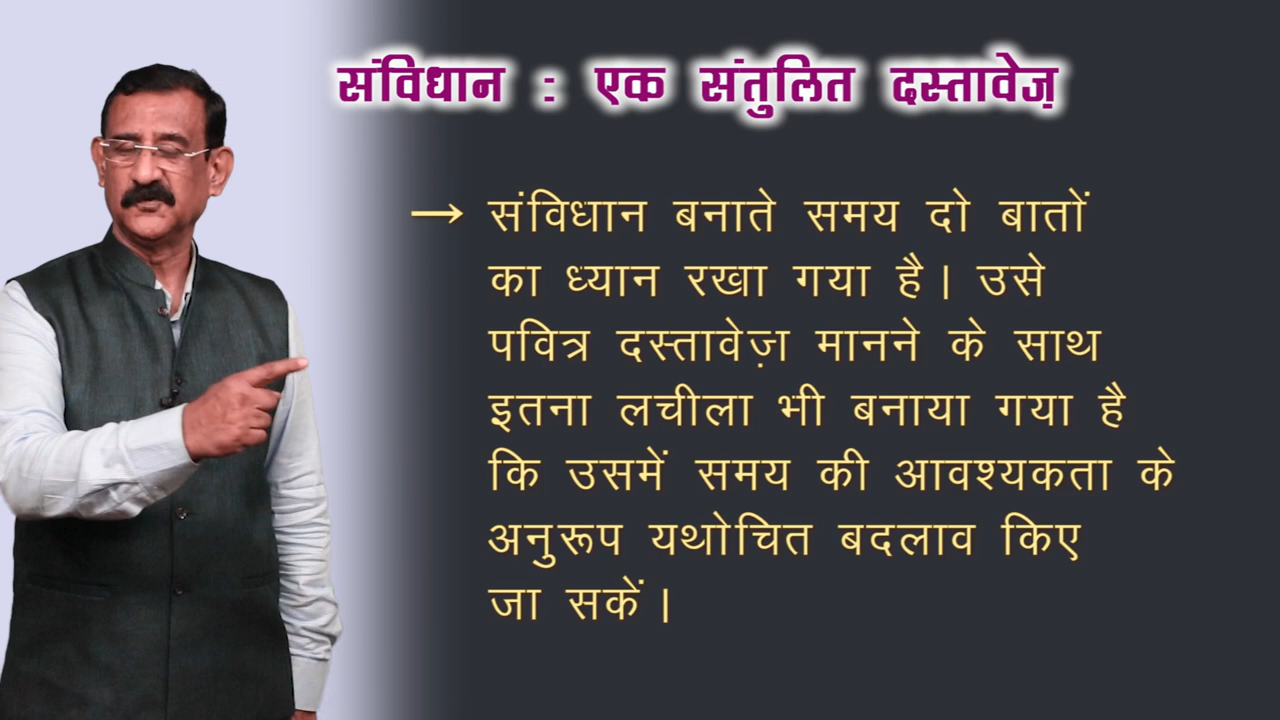 संविधान : एक संतुलित दस्तावेज़
→ संविधान बनाते समय दो बातों
का ध्यान रखा गया है। उसे
पवित्र दस्तावेज़ मानने के साथ
इतना लचीला भी बनाया गया है
कि उसमें समय की आवश्यकता के
अनुरूप यथोचित बदलाव किए
जा सकें।